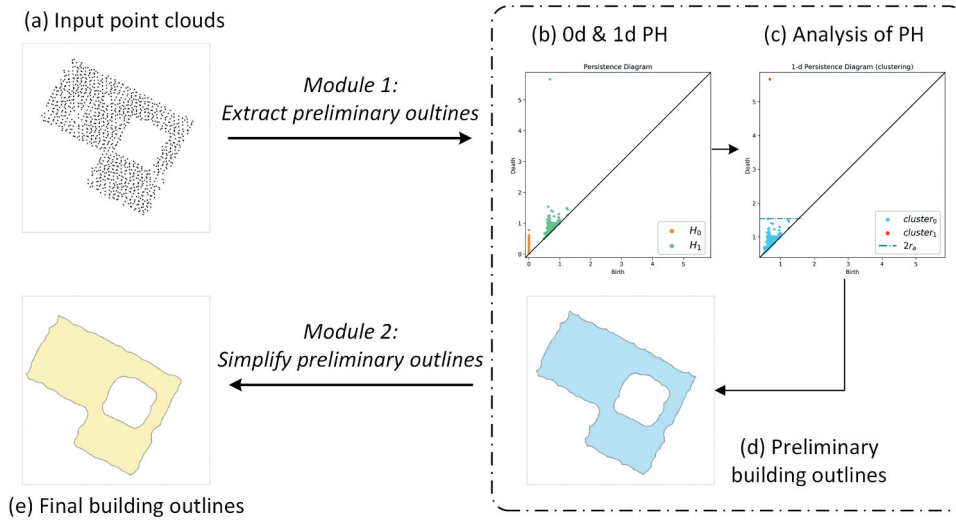 (a) Input point clouds
Module 1:
Extract preliminary oultines
(b) 0d & 1d PH
(c) Analysis of PH
Persistence Diagram
Death
5
4
3
2
1
0
0
1
2
3
4
5
Birth
H0
H1
1-d Persistence Diagram (clustering)
Death
5
4
3
2
1
1
2
3
4
5
Birth
cluster0
cluster1
2ra
Module 2:
Simplify preliminary outlines
(d) Preliminary
building outlines
(e) Final building outlines